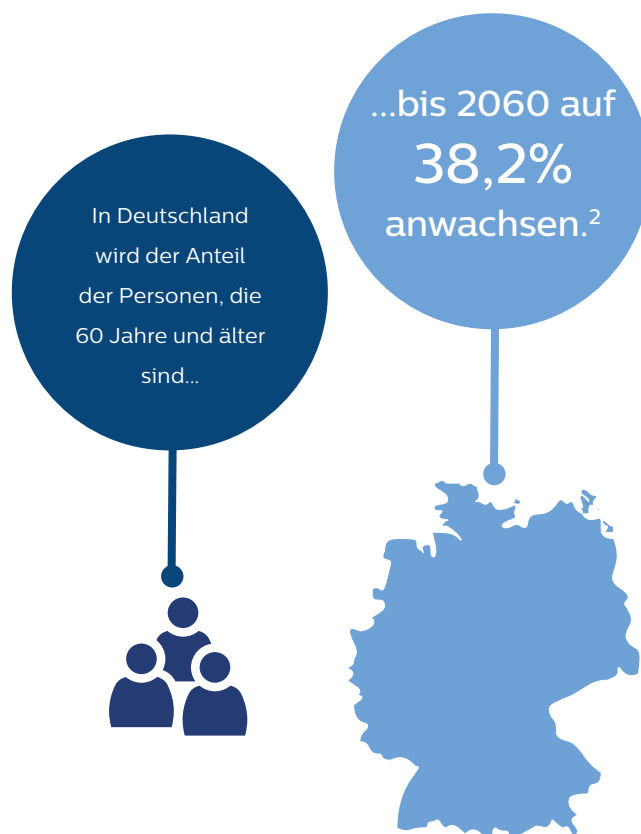 In Deutschland
wird der Anteil
der Personen, die
60 Jahre und älter
sind...
...bis 2060 auf
38,2%
anwachsen.²